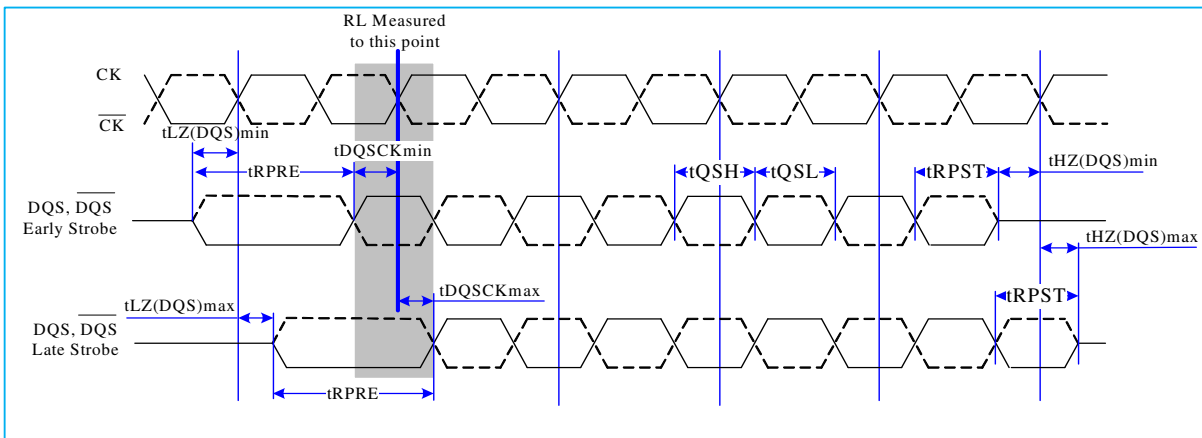 RL Measured
to this point
CK
CK
tLZ(DQS)min
tRPRE
tDQSCKmin
tQSH
tQSL
tRPST
tHZ(DQS)min
DQS, DQS
Early Strobe
tHZ(DQS)max
tLZ(DQS)max
tDQSCKmax
tRPST
DQS, DQS
Late Strobe
tRPRE